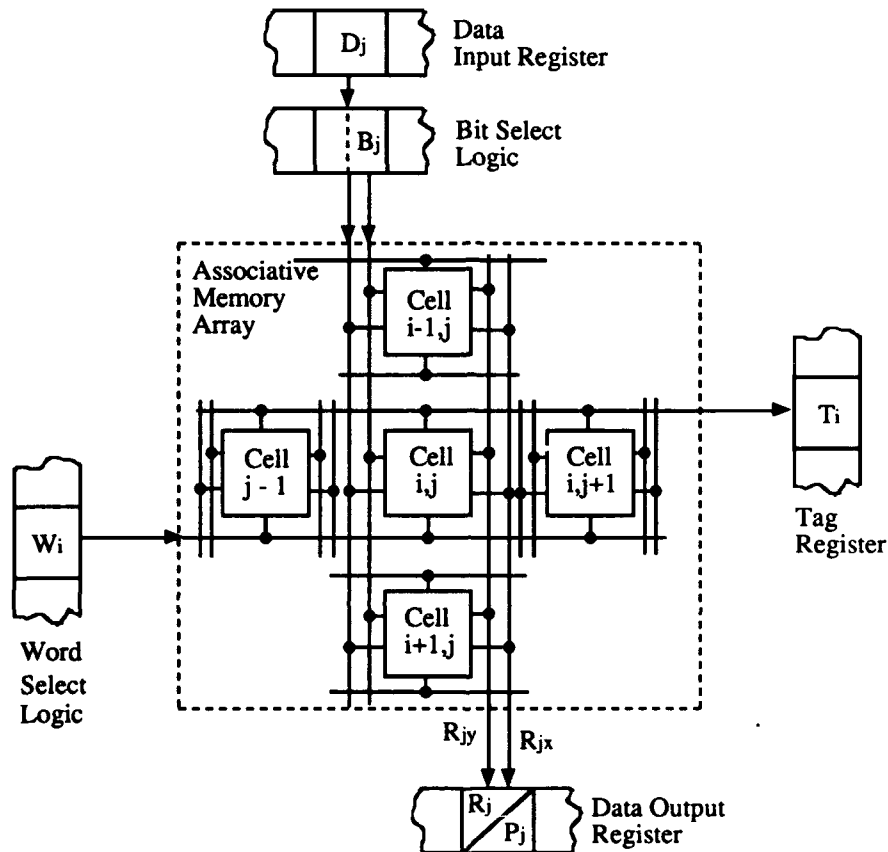 Dj
Data
Input Register
Bj
Bit Select
Logic
Associative
Memory
Array
Cell
i-1,j
Cell
j - 1
Cell
i,j
Cell
i,j+1
Ti
Tag
Register
Wi
Word
Select
Logic
Cell
i+1,j
Rjy
Rjx
Rj
Pj
Data Output
Register